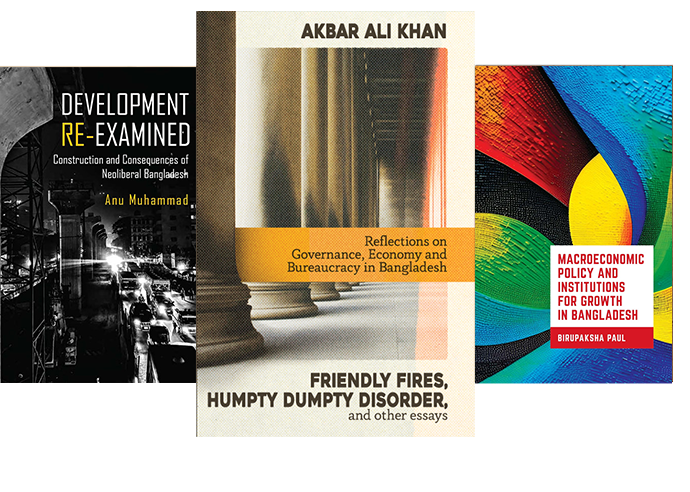 DEVELOPMENT
RE-EXAMINED
Construction and Consequences of
Neoliberal Bangladesh
Anu Muhammad
AKBAR ALI KHAN
Reflections on
Governance, Economy and
Bureaucracy in Bangladesh
FRIENDLY FIRES,
HUMPTY DUMPTY DISORDER,
and other essays
MACROECONOMIC
POLICY AND
INSTITUTIONS
FOR GROWTH
IN BANGLADESH
BIRUPAKSHA PAUL